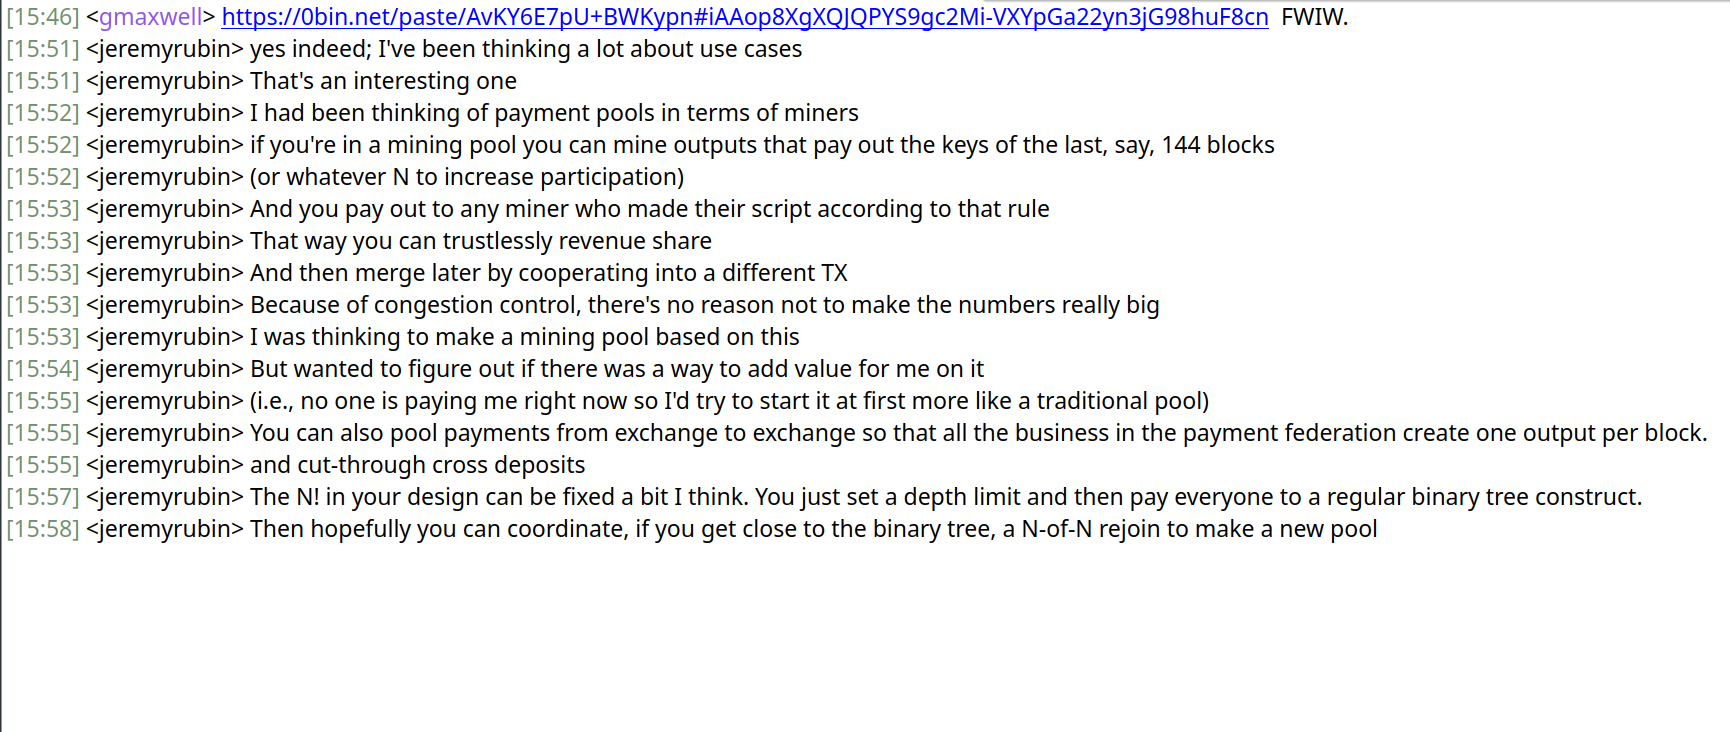 [15:46] <gmaxwell> https://0bin.net/paste/AvKY6E7pU+BWKypn#iAAop8XgXQJQPYS9gc2Mi-VXYpGa22yn3jG98huF8cn FWIW.
[15:51] <jeremyrubin> yes indeed; I've been thinking a lot about use cases
[15:51] <jeremyrubin> That's an interesting one
[15:52] <jeremyrubin> I had been thinking of payment pools in terms of miners
[15:52] <jeremyrubin> if you're in a mining pool you can mine outputs that pay out the keys of the last, say, 144 blocks
[15:52] <jeremyrubin> (or whatever N to increase participation)
[15:53] <jeremyrubin> And you pay out to any miner who made their script according to that rule
[15:53] <jeremyrubin> That way you can trustlessly revenue share
[15:53] <jeremyrubin> And then merge later by cooperating into a different TX
[15:53] <jeremyrubin> Because of congestion control, there's no reason not to make the numbers really big
[15:53] <jeremyrubin> I was thinking to make a mining pool based on this
[15:54] <jeremyrubin> But wanted to figure out if there was a way to add value for me on it
[15:55] <jeremyrubin> (i.e., no one is paying me right now so I'd try to start it at first more like a traditional pool)
[15:55] <jeremyrubin> You can also pool payments from exchange to exchange so that all the business in the payment federation create one output per block.
[15:55] <jeremyrubin> and cut-through cross deposits
[15:57] <jeremyrubin> The N! in your design can be fixed a bit I think. You just set a depth limit and then pay everyone to a regular binary tree construct.
[15:58] <jeremyrubin> Then hopefully you can coordinate, if you get close to the binary tree, a N-of-N rejoin to make a new pool